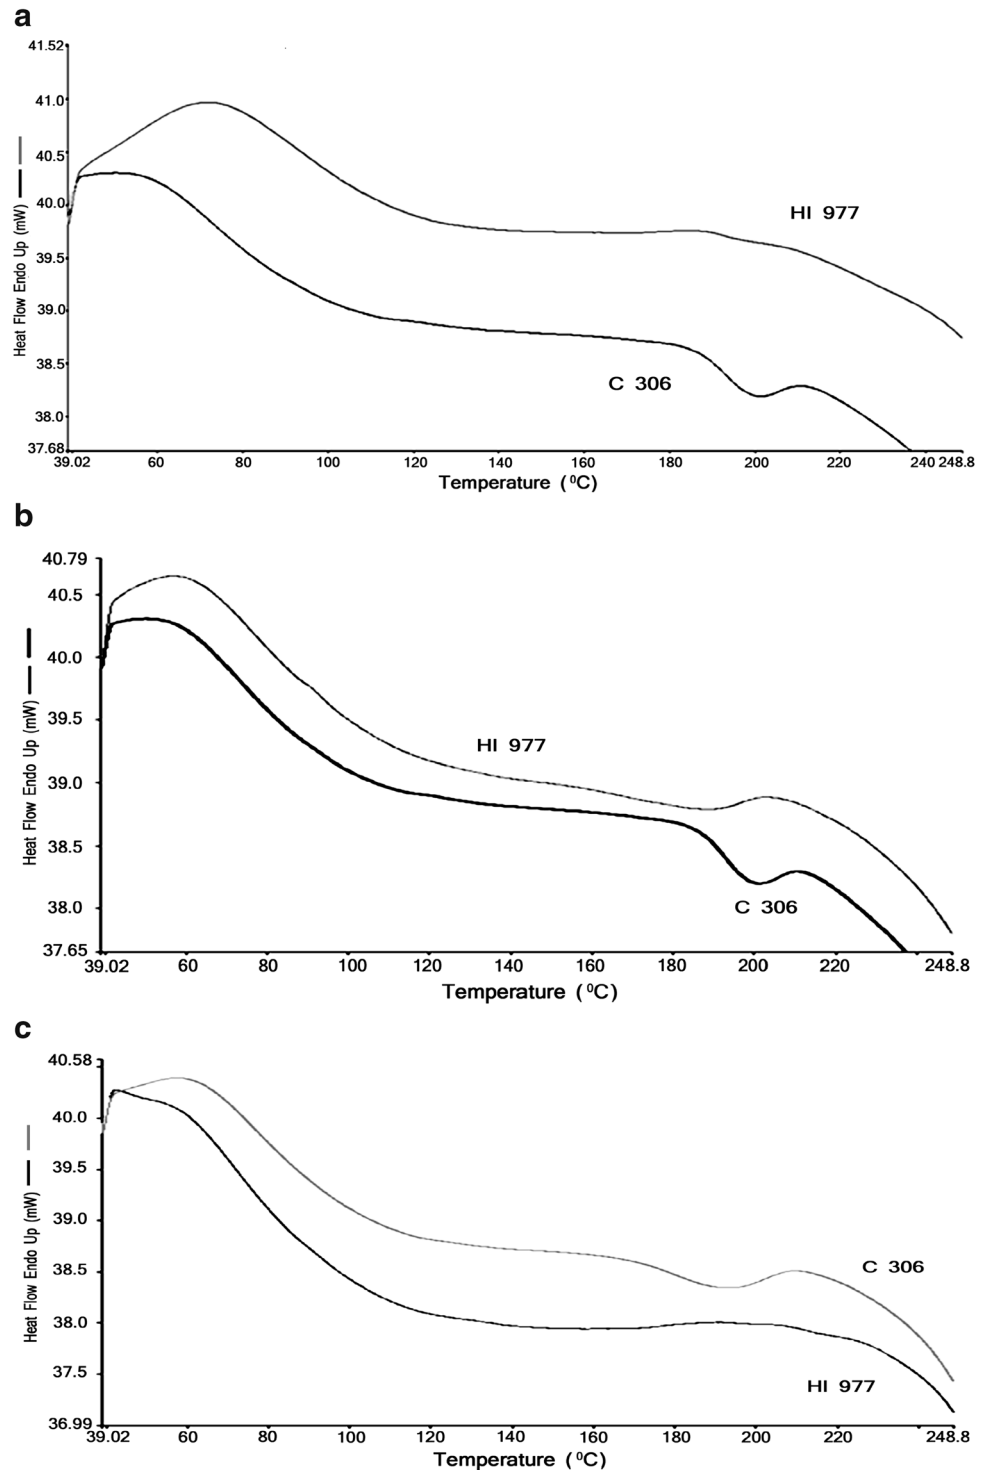 a
41.52
41.0
40.5
40.0
39.5
39.0
38.5
38.0
37.68
Heat Flow Endo Up (mW)
HI 977
C 306
39.02 60 80 100 120 140 160 180 200 220 240 248.8
Temperature (⁰C)
b
40.79
40.5
40.0
39.5
39.0
38.5
38.0
37.65
Heat Flow Endo Up (mW)
HI 977
C 306
39.02 60 80 100 120 140 160 180 200 220 248.8
Temperature (⁰C)
c
40.58
40.0
39.5
39.0
38.5
38.0
37.5
36.99
Heat Flow Endo Up (mW)
C 306
HI 977
39.02 60 80 100 120 140 160 180 200 220 248.8
Temperature (⁰C)